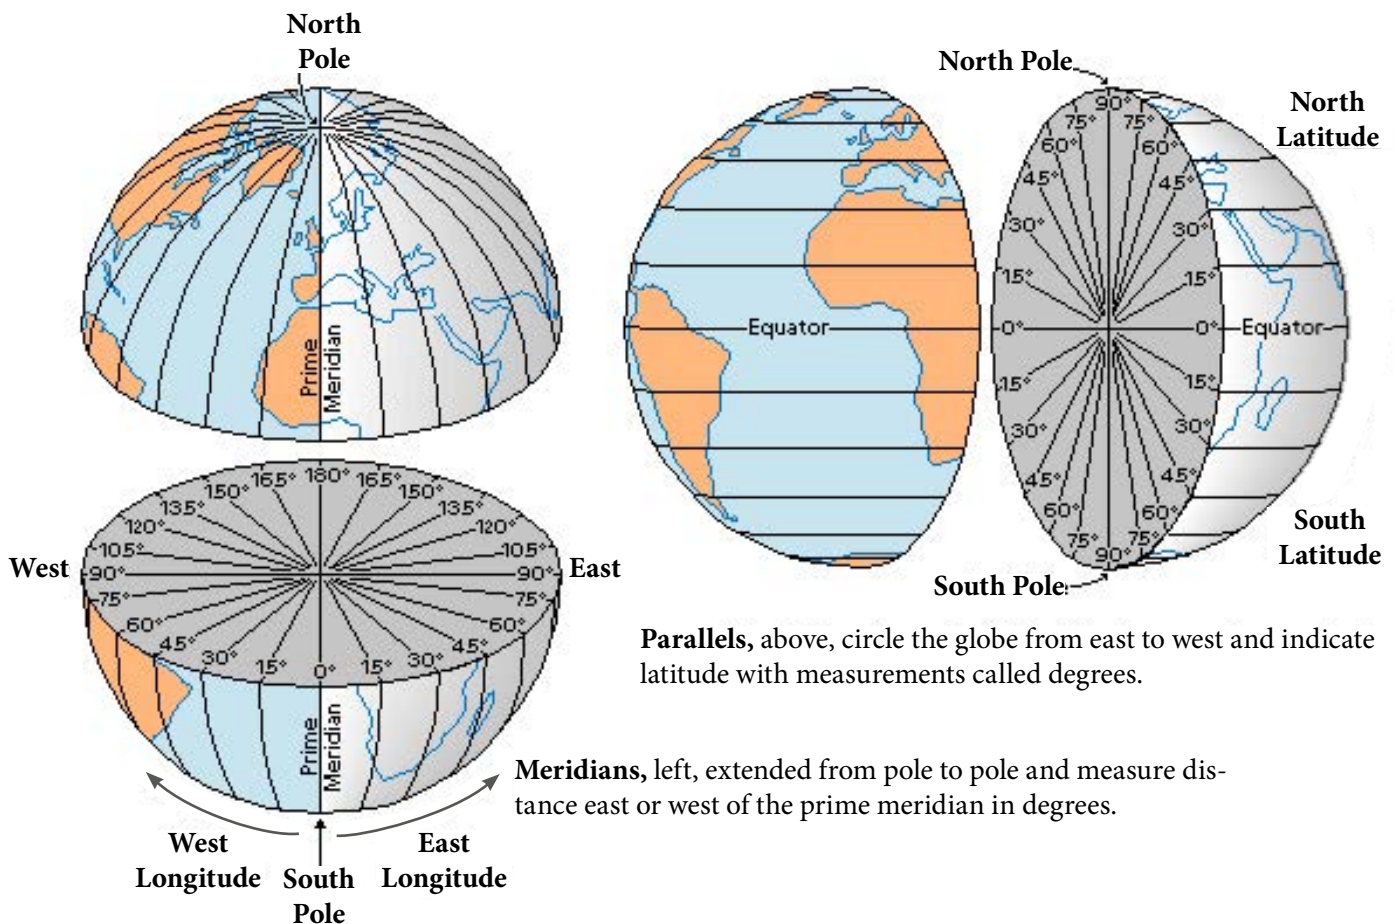 North
Pole
Prime
Meridian
180°
165° 165°
150° 150°
135° 135°
120° 120°
105° 105°
West 90° 90° East
75° 75°
60° 60°
45° 45°
30° 30°
15° 0° 15°
Prime
Meridian
West
Longitude
South
Pole
East
Longitude
North Pole
North
Latitude
90°
75° 75°
60° 60°
45° 45°
30° 30°
15° 15°
Equator 0° 0° Equator
15° 15°
30° 30°
45° 45°
60° 60°
75° 75°
90°
South
Latitude
South Pole
Parallels, above, circle the globe from east to west and indicate
latitude with measurements called degrees.
Meridians, left, extended from pole to pole and measure dis-
tance east or west of the prime meridian in degrees.